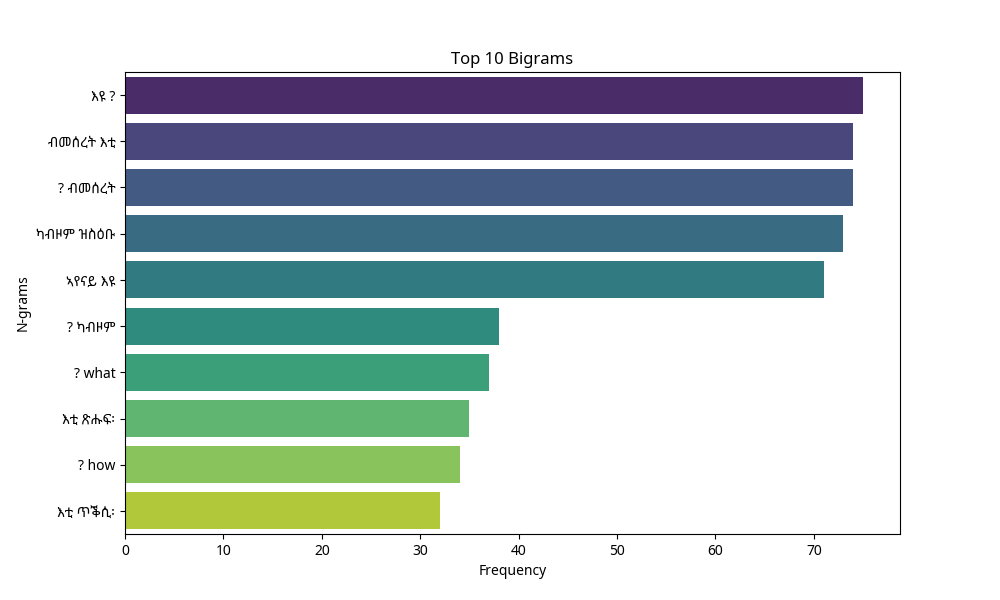 Top 10 Bigrams
እዩ ?
ብመሰረት እቲ
? ብመሰረት
ካብዞም ዝስዕቡ
ኣየናይ እዩ
? ካብዞም
? what
እቲ ጽሑፍ፡
? how
እቲ ጥቕሲ፡
N-grams
0 10 20 30 40 50 60 70
Frequency